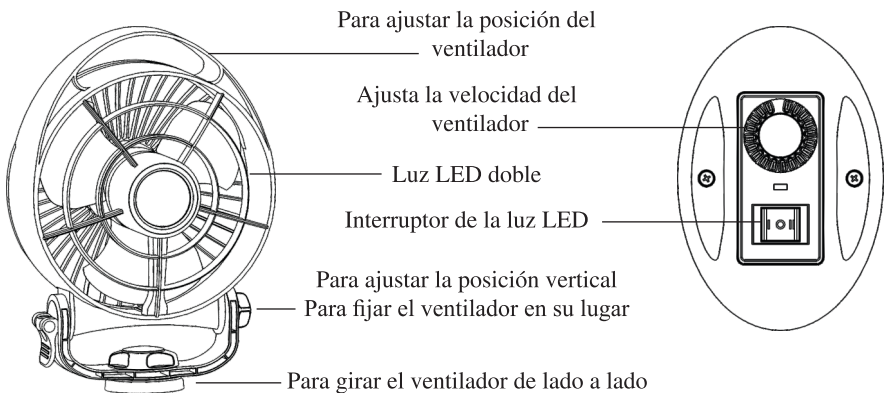 Para ajustar la posición del
ventilador
Ajusta la velocidad del
ventilador
Luz LED doble
Interruptor de la luz LED
Para ajustar la posición vertical
Para fijar el ventilador en su lugar
Para girar el ventilador de lado a lado